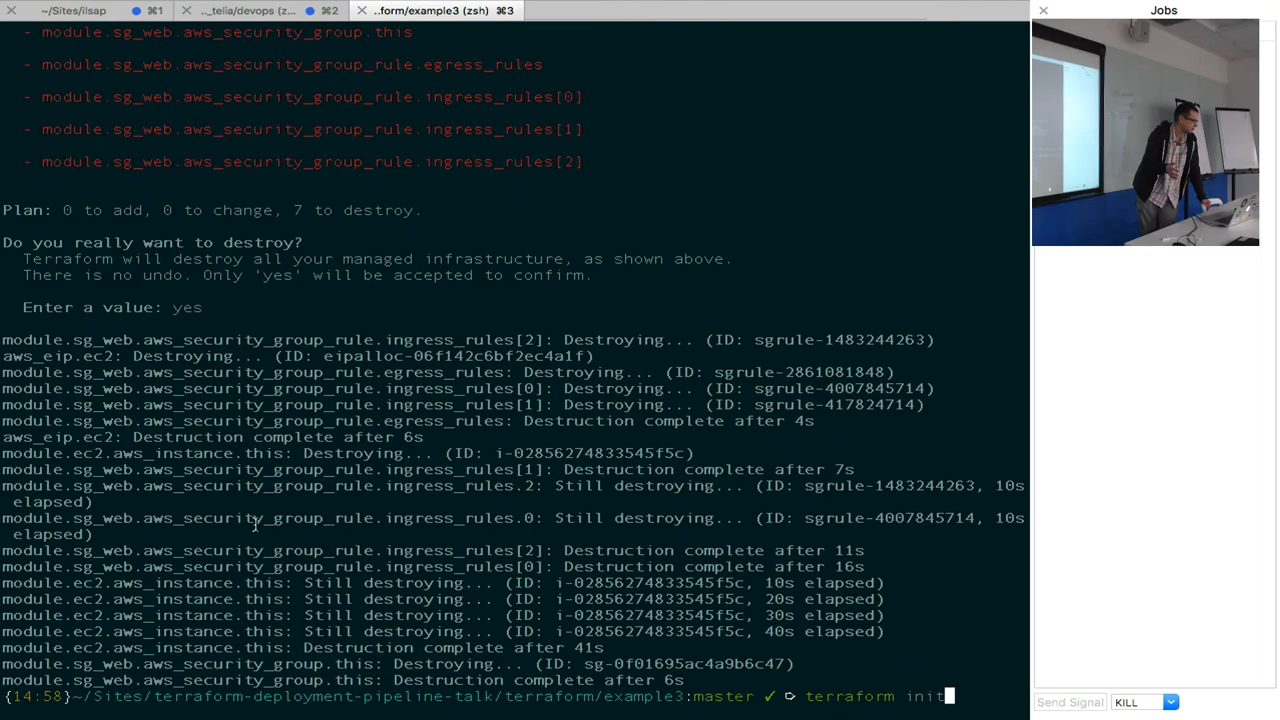 ~/Sites/ilsap ⌘1
.._telia/devops (z... ⌘2
..form/example3 (zsh) ⌘3
Jobs
- module.sg_web.aws_security_group.this
- module.sg_web.aws_security_group_rule.egress_rules
- module.sg_web.aws_security_group_rule.ingress_rules[0]
- module.sg_web.aws_security_group_rule.ingress_rules[1]
- module.sg_web.aws_security_group_rule.ingress_rules[2]
Plan: 0 to add, 0 to change, 7 to destroy.
Do you really want to destroy?
Terraform will destroy all your managed infrastructure, as shown above.
There is no undo. Only 'yes' will be accepted to confirm.
Enter a value: yes
module.sg_web.aws_security_group_rule.ingress_rules[2]: Destroying... (ID: sgrule-1483244263)
aws_eip.ec2: Destroying... (ID: eipalloc-06f142c6bf2ec4a1f)
module.sg_web.aws_security_group_rule.egress_rules: Destroying... (ID: sgrule-2861081848)
module.sg_web.aws_security_group_rule.ingress_rules[0]: Destroying... (ID: sgrule-4007845714)
module.sg_web.aws_security_group_rule.ingress_rules[1]: Destroying... (ID: sgrule-417824714)
module.sg_web.aws_security_group_rule.egress_rules: Destruction complete after 4s
aws_eip.ec2: Destruction complete after 6s
module.ec2.aws_instance.this: Destroying... (ID: i-02856274833545f5c)
module.sg_web.aws_security_group_rule.ingress_rules[1]: Destruction complete after 7s
module.sg_web.aws_security_group_rule.ingress_rules.2: Still destroying... (ID: sgrule-1483244263, 10s
elapsed)
module.sg_web.aws_security_group_rule.ingress_rules.0: Still destroying... (ID: sgrule-4007845714, 10s
elapsed)
module.sg_web.aws_security_group_rule.ingress_rules[2]: Destruction complete after 11s
module.sg_web.aws_security_group_rule.ingress_rules[0]: Destruction complete after 16s
module.ec2.aws_instance.this: Still destroying... (ID: i-02856274833545f5c, 10s elapsed)
module.ec2.aws_instance.this: Still destroying... (ID: i-02856274833545f5c, 20s elapsed)
module.ec2.aws_instance.this: Still destroying... (ID: i-02856274833545f5c, 30s elapsed)
module.ec2.aws_instance.this: Still destroying... (ID: i-02856274833545f5c, 40s elapsed)
module.ec2.aws_instance.this: Destruction complete after 41s
module.sg_web.aws_security_group.this: Destroying... (ID: sg-0f01695ac4a9b6c47)
module.sg_web.aws_security_group.this: Destruction complete after 6s
{14:58}~/Sites/terraform-deployment-pipeline-talk/terraform/example3:master ✓ ➭ terraform init
Send Signal KILL